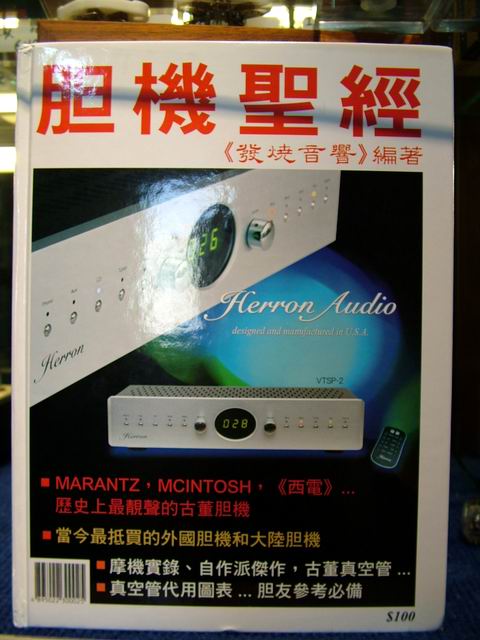 胆機聖經
《發燒音響》編著
026
Herron Audio
designed and manufactured in U.S.A.
Herron
VTSP-2
028
Herron
■ MARANTZ，MCINTOSH，《西電》...
歷史上最靚聲的古董胆機
■ 當今最抵買的外國胆機和大陸胆機
■ 摩機實錄、自作派傑作，古董真空管 ...
■ 真空管代用圖表 ... 胆友參考必備
$100